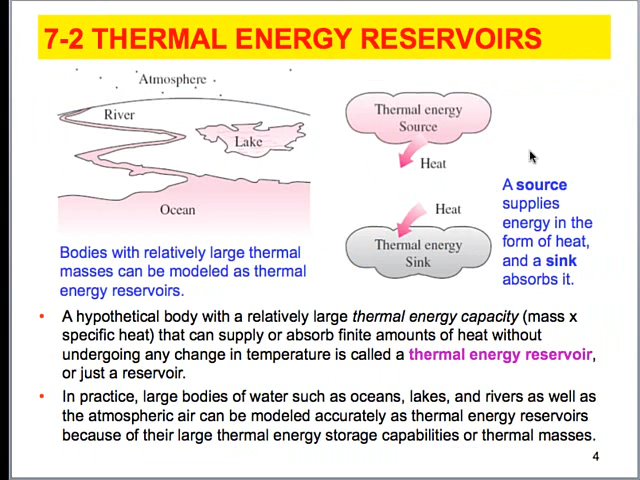 7-2 THERMAL ENERGY RESERVOIRS
Atmosphere
River
Lake
Ocean
Thermal energy
Source
Heat
Heat
Thermal energy
Sink
A source
supplies
energy in the
form of heat,
and a sink
absorbs it.
Bodies with relatively large thermal
masses can be modeled as thermal
energy reservoirs.
• A hypothetical body with a relatively large thermal energy capacity (mass x
specific heat) that can supply or absorb finite amounts of heat without
undergoing any change in temperature is called a thermal energy reservoir,
or just a reservoir.
• In practice, large bodies of water such as oceans, lakes, and rivers as well as
the atmospheric air can be modeled accurately as thermal energy reservoirs
because of their large thermal energy storage capabilities or thermal masses.
4